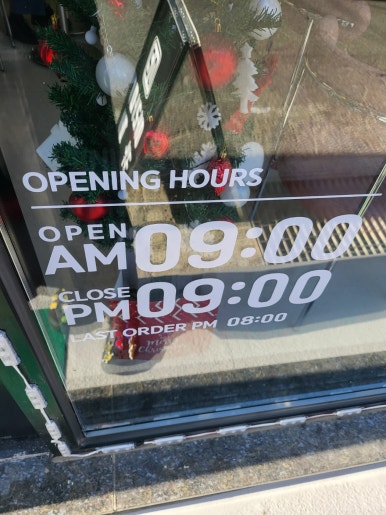 OPENING HOURS
OPEN AM 09:00
CLOSE PM 09:00
LAST ORDER PM 08:00